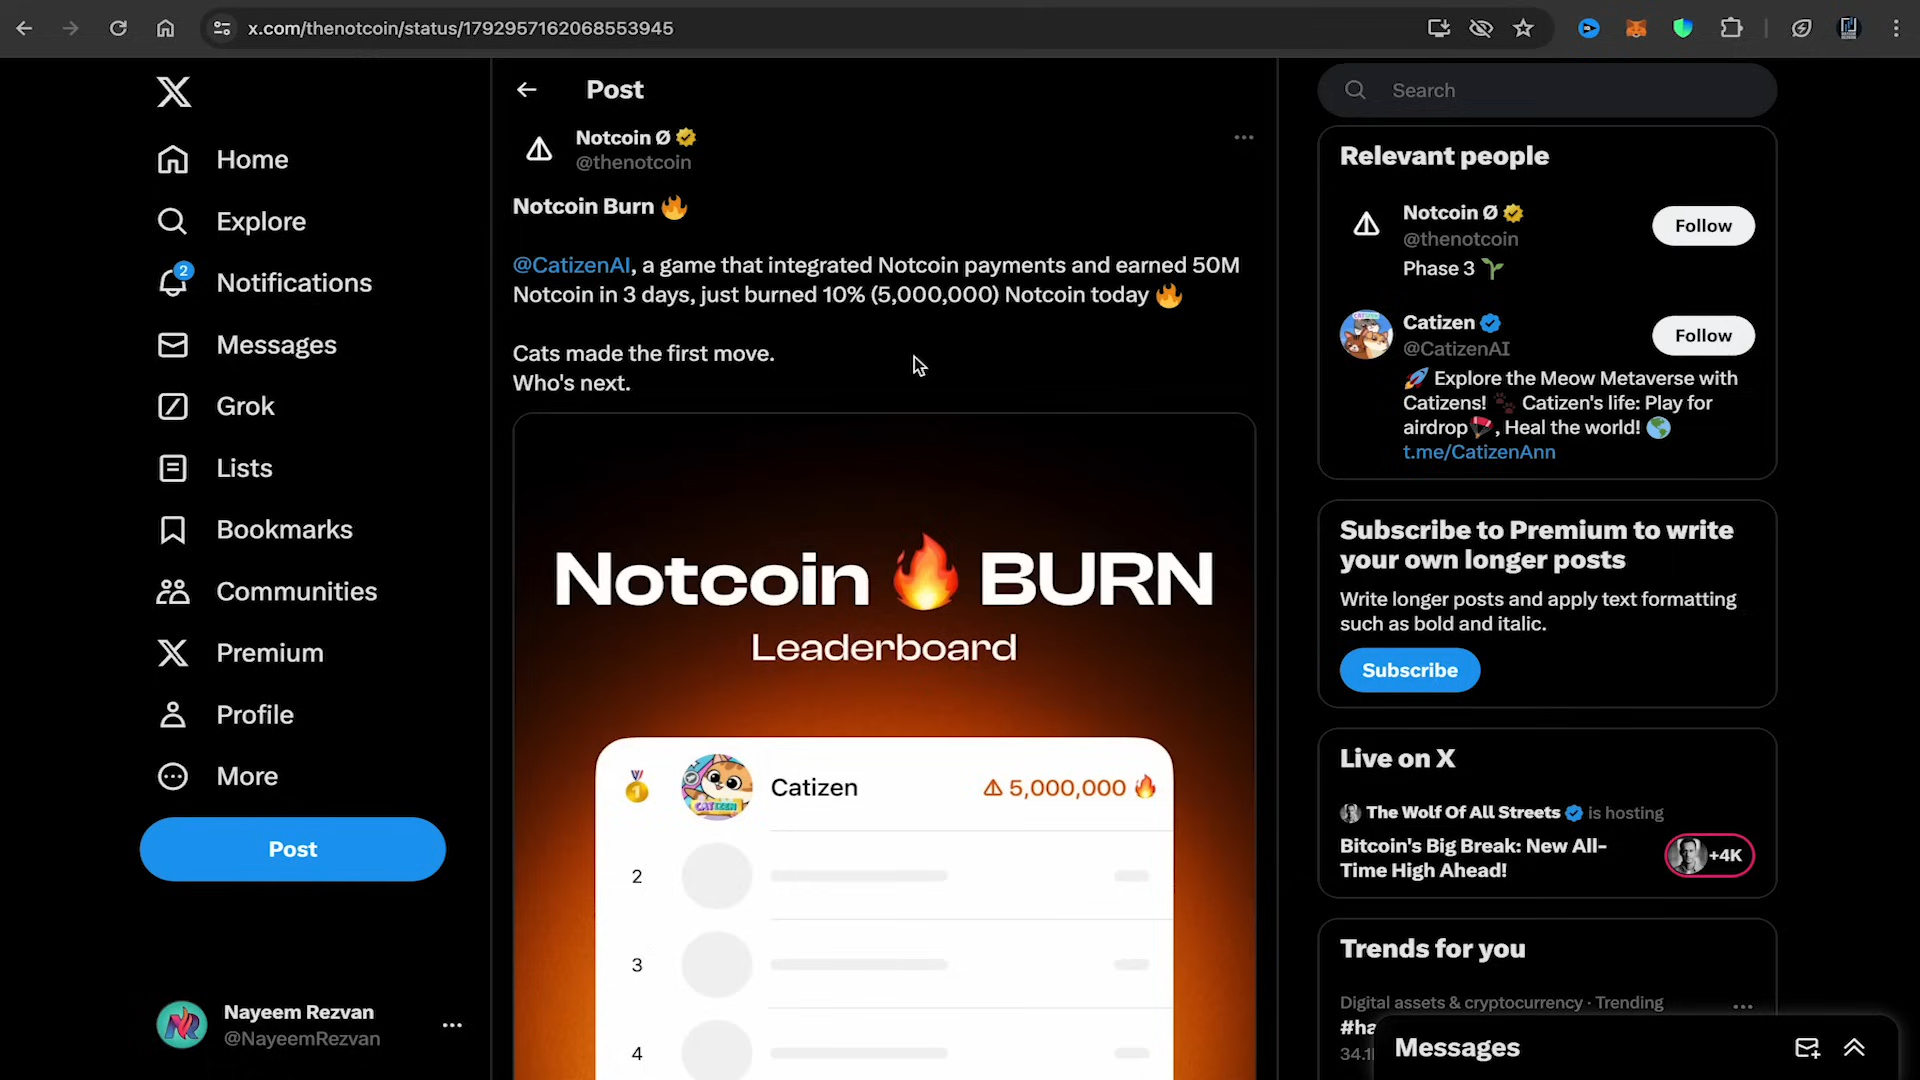 x.com/thenotcoin/status/1792957162068553945
Home
Explore
2
Notifications
Messages
Grok
Lists
Bookmarks
Communities
Premium
Profile
More
Post
Nayeem Rezvan
@NayeemRezvan
Post
Notcoin Ø
@thenotcoin
Notcoin Burn 🔥
@CatizenAI, a game that integrated Notcoin payments and earned 50M
Notcoin in 3 days, just burned 10% (5,000,000) Notcoin today 🔥
Cats made the first move.
Who's next.
Notcoin 🔥 BURN
Leaderboard
1
Catizen
5,000,000 🔥
2
3
4
Search
Relevant people
Notcoin Ø
@thenotcoin
Follow
Phase 3 🌱
Catizen
@CatizenAI
Follow
🚀 Explore the Meow Metaverse with
Catizens! 🐾 Catizen's life: Play for
airdrop🪂, Heal the world! 🌎
t.me/CatizenAnn
Subscribe to Premium to write
your own longer posts
Write longer posts and apply text formatting
such as bold and italic.
Subscribe
Live on X
The Wolf Of All Streets is hosting
Bitcoin's Big Break: New All-
Time High Ahead!
+4K
Trends for you
Digital assets & cryptocurrency · Trending
#ha
34.1
Messages